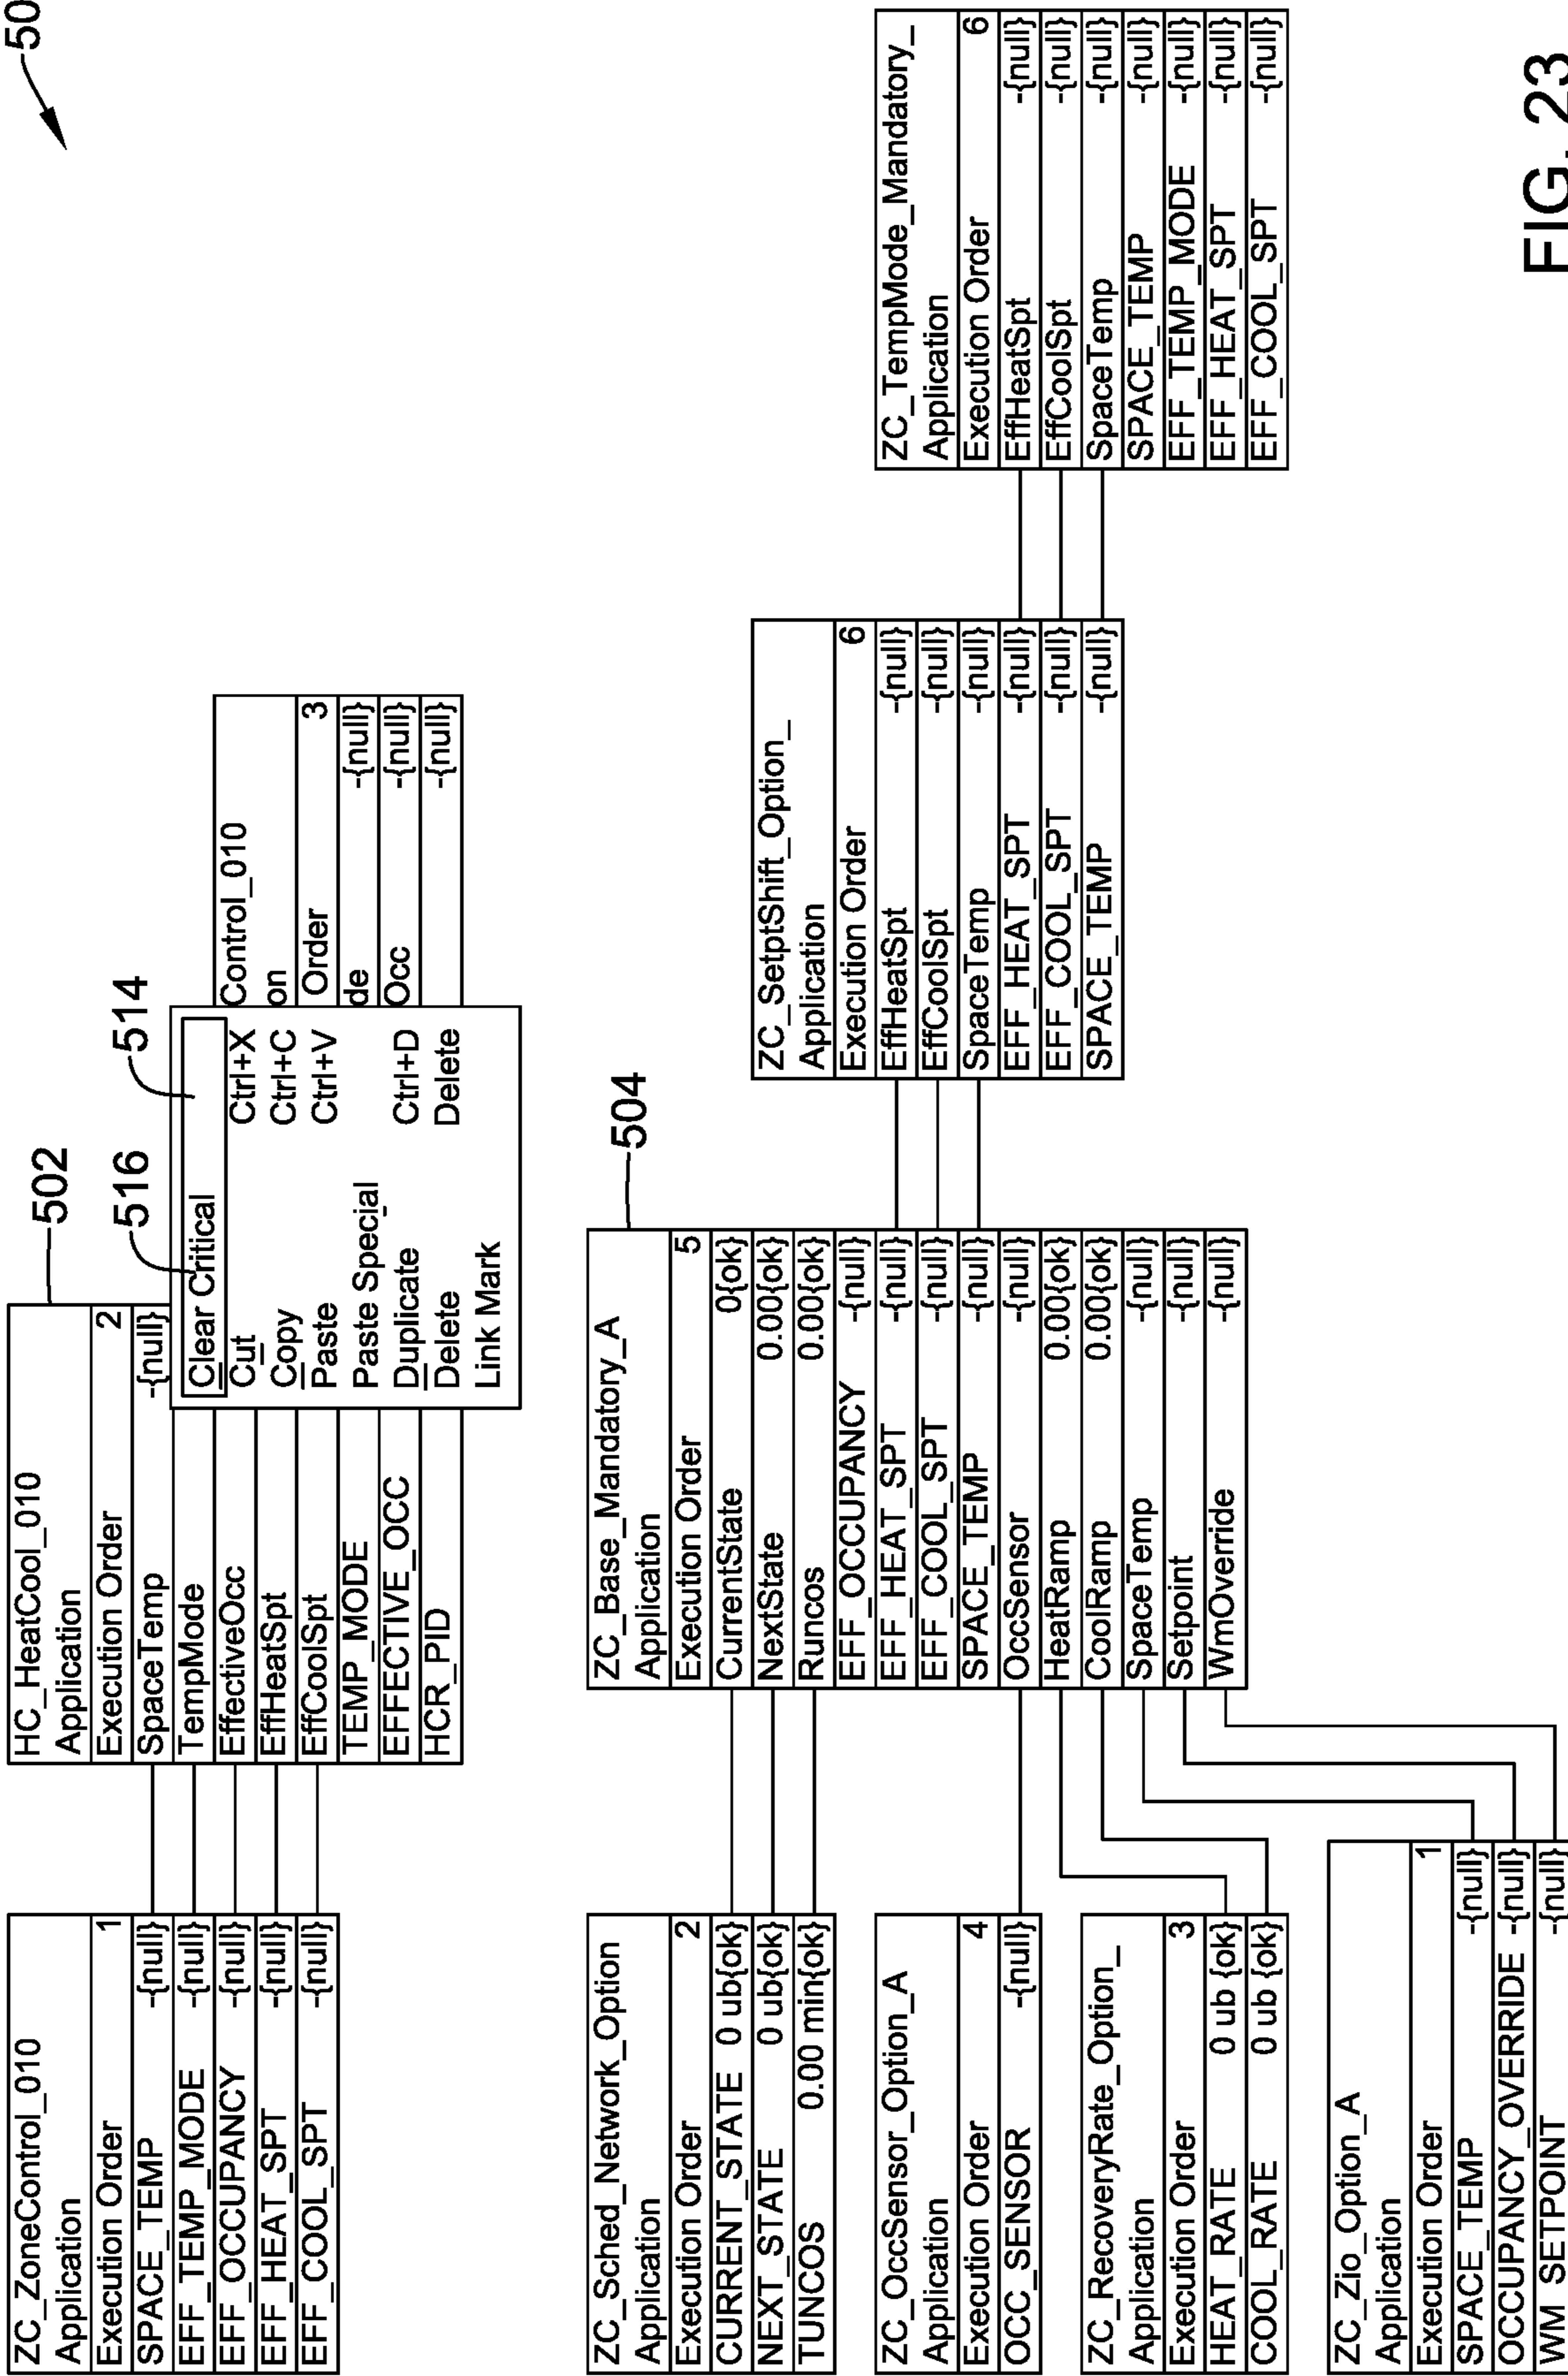 50
ZC_ZoneControl_010
Application
Execution Order 1
SPACE_TEMP -{null}
EFF_TEMP_MODE -{null}
EFF_OCCUPANCY -{null}
EFF_HEAT_SPT -{null}
EFF_COOL_SPT -{null}
502
HC_HeatCool_010
Application
Execution Order 2
SpaceTemp -{null}
TempMode
EffectiveOcc
EffHeatSpt
EffCoolSpt
TEMP_MODE
EFFECTIVE_OCC
HCR_PID
516
514
Clear Critical
Cut Ctrl+X
Copy Ctrl+C
Paste Ctrl+V
Paste Special
Duplicate Ctrl+D
Delete Delete
Link Mark
Control_010
on
Order 3
de -{null}
Occ -{null}
-{null}
ZC_Sched_Network_Option
Application
Execution Order 2
CURRENT_STATE 0 ub{ok}
NEXT_STATE 0 ub{ok}
TUNCOS 0.00 min{ok}
ZC_OccSensor_Option_A
Application
Execution Order 4
OCC_SENSOR -{null}
ZC_RecoveryRate_Option_
Application
Execution Order 3
HEAT_RATE 0 ub {ok}
COOL_RATE 0 ub {ok}
ZC_Zio_Option_A
Application
Execution Order 1
SPACE_TEMP -{null}
OCCUPANCY_OVERRIDE -{null}
WM_SETPOINT -{null}
504
ZC_Base_Mandatory_A
Application
Execution Order 5
CurrentState 0{ok}
NextState 0.00{ok}
Runcos 0.00{ok}
EFF_OCCUPANCY -{null}
EFF_HEAT_SPT -{null}
EFF_COOL_SPT -{null}
SPACE_TEMP -{null}
OccSensor -{null}
HeatRamp 0.00{ok}
CoolRamp 0.00{ok}
SpaceTemp -{null}
Setpoint -{null}
WmOverride -{null}
ZC_SetptShift_Option_
Application
Execution Order 6
EffHeatSpt -{null}
EffCoolSpt -{null}
SpaceTemp -{null}
EFF_HEAT_SPT -{null}
EFF_COOL_SPT -{null}
SPACE_TEMP -{null}
ZC_TempMode_Mandatory_
Application
Execution Order 6
EffHeatSpt -{null}
EffCoolSpt -{null}
SpaceTemp -{null}
SPACE_TEMP -{null}
EFF_TEMP_MODE -{null}
EFF_HEAT_SPT -{null}
EFF_COOL_SPT -{null}
FIG. 23